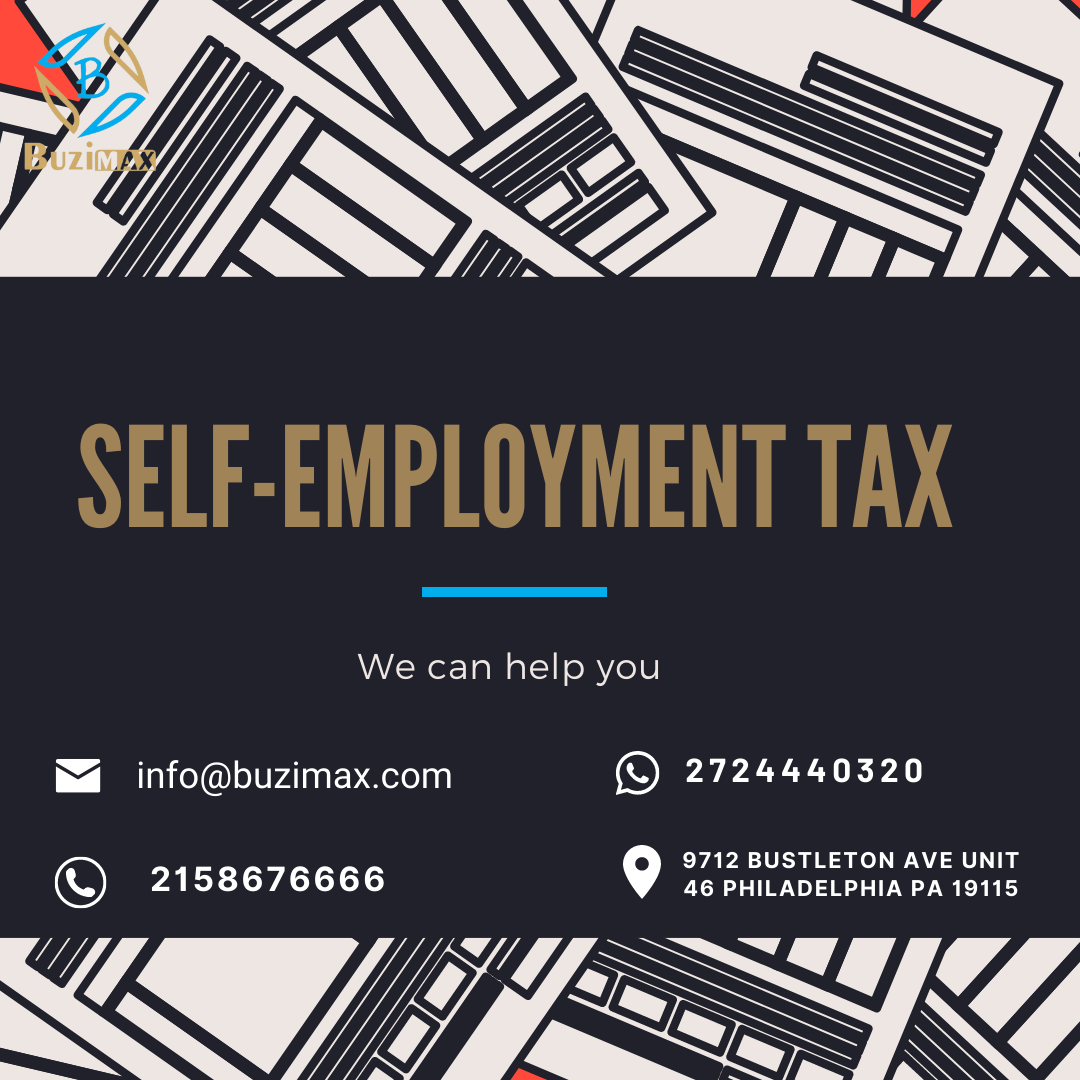 B
BUZIMAX
SELF-EMPLOYMENT TAX
We can help you
info@buzimax.com
2724440320
2158676666
9712 BUSTLETON AVE UNIT
46 PHILADELPHIA PA 19115